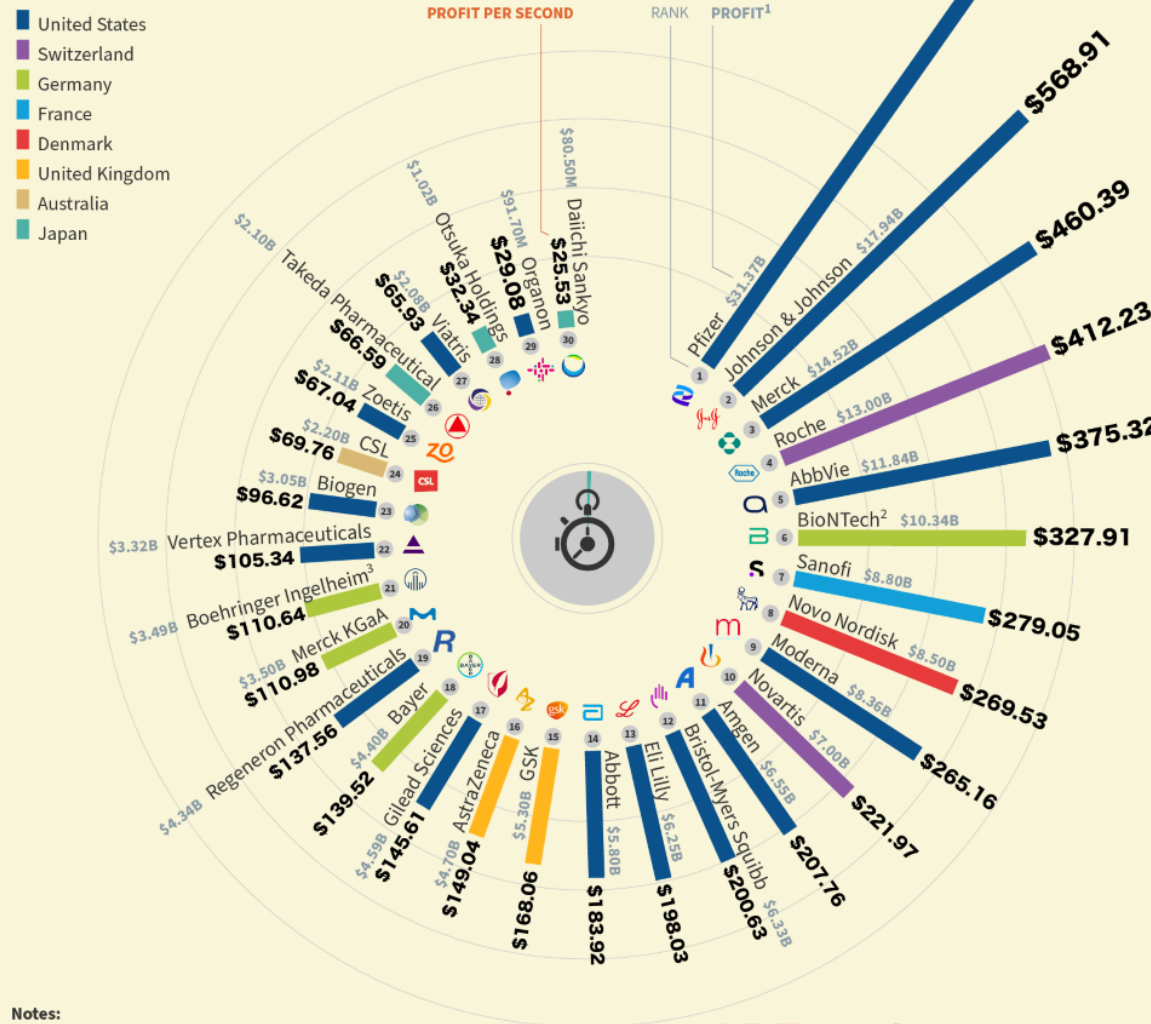 PROFIT PER SECOND
RANK
PROFIT¹
United States
Switzerland
Germany
France
Denmark
United Kingdom
Australia
Japan
1
Pfizer
$31.37B
2
Johnson & Johnson
$17.94B
$568.91
3
Merck
$14.52B
$460.39
4
Roche
$13.00B
$412.23
5
AbbVie
$11.84B
$375.32
6
BioNTech²
$10.34B
$327.91
7
Sanofi
$8.80B
$279.05
8
Novo Nordisk
$8.50B
$269.53
9
Moderna
$8.36B
$265.16
10
Novartis
$7.00B
$221.97
11
Amgen
$6.55B
$207.76
12
Bristol-Myers Squibb
$6.33B
$200.63
13
Eli Lilly
$6.25B
$198.03
14
Abbott
$5.80B
$183.92
15
GSK
$5.30B
$168.06
16
AstraZeneca
$4.70B
$149.04
17
Gilead Sciences
$4.59B
$145.61
18
Bayer
$4.40B
$139.52
19
Regeneron Pharmaceuticals
$4.34B
$137.56
20
Merck KGaA
$3.50B
$110.98
21
Boehringer Ingelheim³
$3.49B
$110.64
22
Vertex Pharmaceuticals
$3.32B
$105.34
23
Biogen
$3.05B
$96.62
24
CSL
$2.20B
$69.76
25
Zoetis
$2.11B
$67.04
26
Takeda Pharmaceutical
$2.10B
$66.59
27
Viatris
$2.08B
$65.93
28
Otsuka Holdings
$1.02B
$32.34
29
Organon
$91.70M
$29.08
30
Daiichi Sankyo
$80.50M
$25.53
J&J
Roche
gsk
BAYER
CSL
zo
Notes: